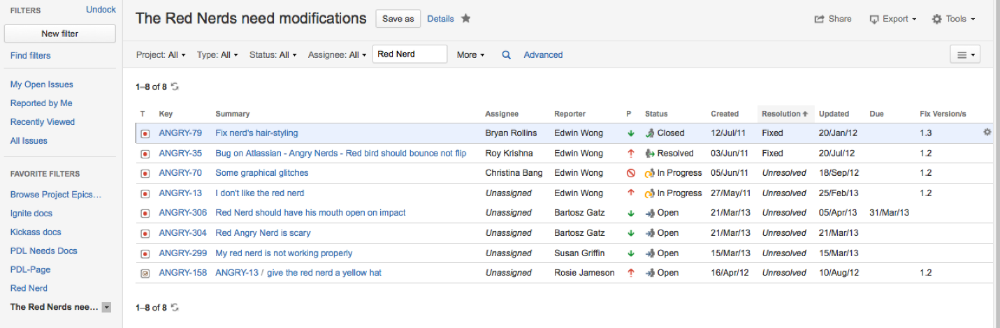 FILTERS Undock
New filter
Find filters
My Open Issues
Reported by Me
Recently Viewed
All Issues
FAVORITE FILTERS
Browse Project Epics...
Ignite docs
Kickass docs
PDL Needs Docs
PDL-Page
Red Nerd
The Red Nerds nee...
The Red Nerds need modifications Save as Details Share Export Tools
Project: All Type: All Status: All Assignee: All Red Nerd More Advanced
1–8 of 8
T Key Summary Assignee Reporter P Status Created Resolution Updated Due Fix Version/s
ANGRY-79 Fix nerd's hair-styling Bryan Rollins Edwin Wong Closed 12/Jul/11 Fixed 20/Jan/12 1.3
ANGRY-35 Bug on Atlassian - Angry Nerds - Red bird should bounce not flip Roy Krishna Edwin Wong Resolved 03/Jun/11 Fixed 20/Jul/12 1.2
ANGRY-70 Some graphical glitches Christina Bang Edwin Wong In Progress 05/Jun/11 Unresolved 18/Sep/12 1.2
ANGRY-13 I don't like the red nerd Unassigned Edwin Wong In Progress 27/May/11 Unresolved 25/Feb/13 1.2
ANGRY-306 Red Nerd should have his mouth open on impact Unassigned Bartosz Gatz Open 21/Mar/13 Unresolved 05/Apr/13 31/Mar/13
ANGRY-304 Red Angry Nerd is scary Unassigned Bartosz Gatz Open 21/Mar/13 Unresolved 21/Mar/13
ANGRY-299 My red nerd is not working properly Unassigned Susan Griffin Open 15/Mar/13 Unresolved 15/Mar/13
ANGRY-158 ANGRY-13 / give the red nerd a yellow hat Unassigned Rosie Jameson Open 16/Apr/12 Unresolved 10/Aug/12 1.2
1–8 of 8